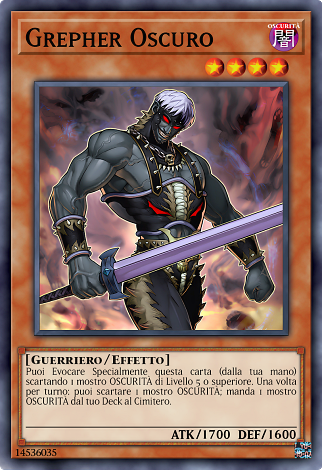 Grepher Oscuro
OSCURITÀ
闇
[Guerriero/Effetto]
Puoi Evocare Specialmente questa carta (dalla tua mano)
scartando 1 mostro OSCURITÀ di Livello 5 o superiore. Una volta
per turno: puoi scartare 1 mostro OSCURITÀ; manda 1 mostro
OSCURITÀ dal tuo Deck al Cimitero.
ATK/1700 DEF/1600
14536035